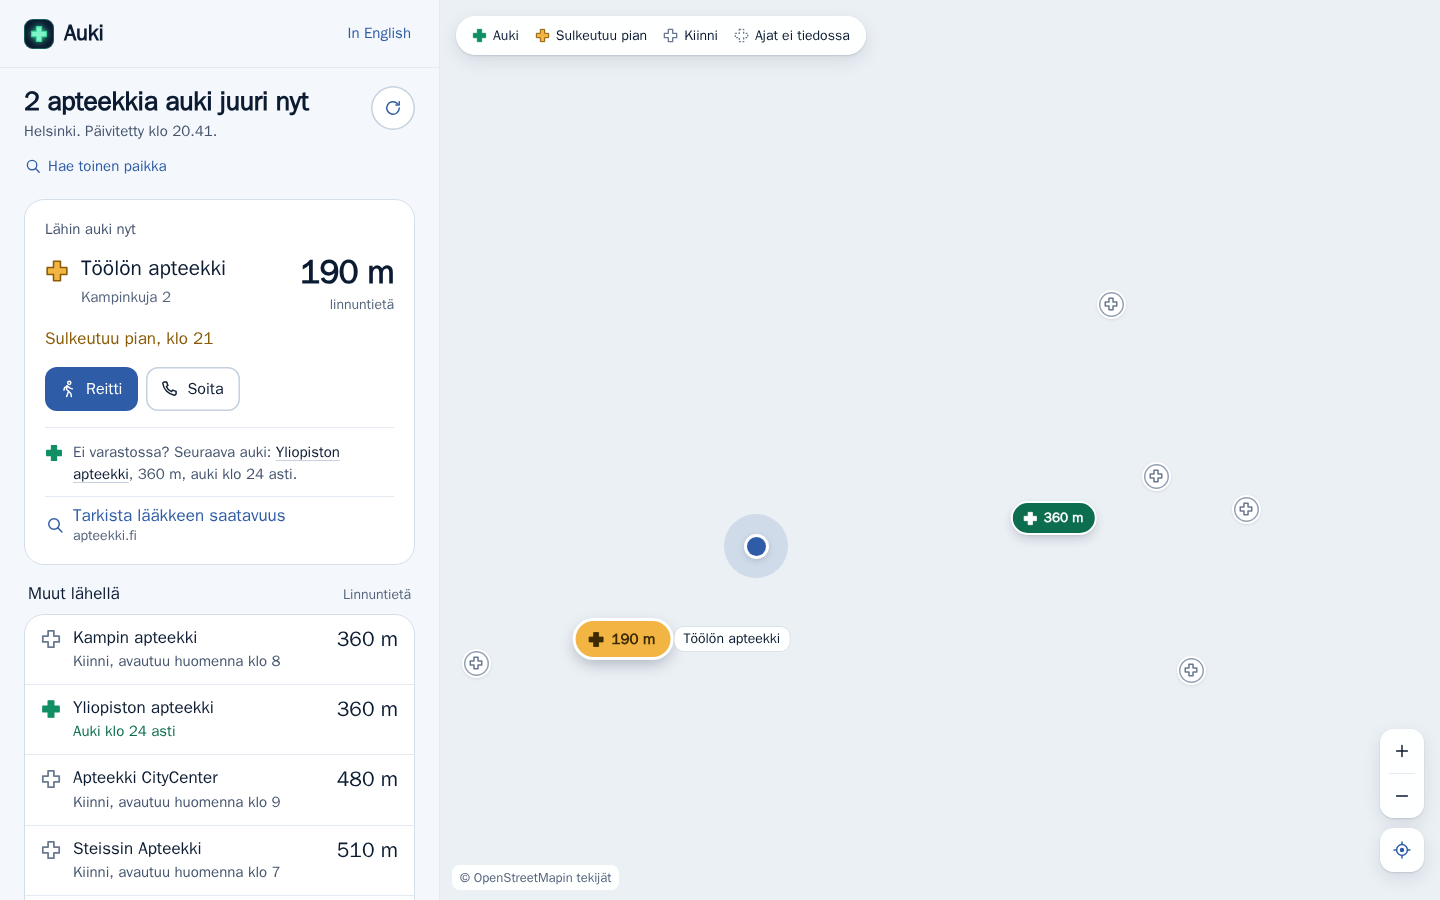 Auki
In English
2 apteekkia auki juuri nyt
Helsinki. Päivitetty klo 20.41.
Hae toinen paikka
Lähin auki nyt
Töölön apteekki
190 m
Kampinkuja 2
linnuntietä
Sulkeutuu pian, klo 21
Reitti
Soita
Ei varastossa? Seuraava auki: Yliopiston
apteekki, 360 m, auki klo 24 asti.
Tarkista lääkkeen saatavuus
apteekki.fi
Muut lähellä
Linnuntietä
Kampin apteekki
360 m
Kiinni, avautuu huomenna klo 8
Yliopiston apteekki
360 m
Auki klo 24 asti
Apteekki CityCenter
480 m
Kiinni, avautuu huomenna klo 9
Steissin Apteekki
510 m
Kiinni, avautuu huomenna klo 7
Auki
Sulkeutuu pian
Kiinni
Ajat ei tiedossa
360 m
190 m
Töölön apteekki
© OpenStreetMapin tekijät